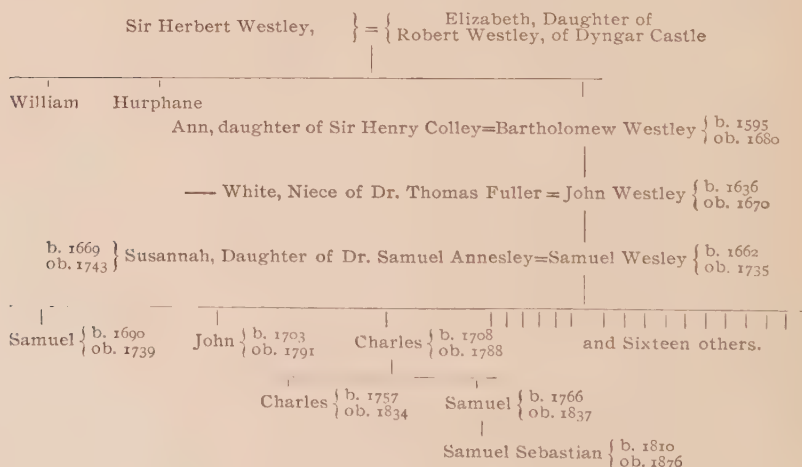 Sir Herbert Westley, } = { Elizabeth, Daughter of
Robert Westley, of Dyngar Castle
William Hurphane
Ann, daughter of Sir Henry Colley=Bartholomew Westley { b. 1595
ob. 1680
— White, Niece of Dr. Thomas Fuller = John Westley { b. 1636
ob. 1670
b. 1669
ob. 1743 } Susannah, Daughter of Dr. Samuel Annesley=Samuel Wesley { b. 1662
ob. 1735
Samuel { b. 1690
ob. 1739
John { b. 1703
ob. 1791
Charles { b. 1708
ob. 1788
and Sixteen others.
Charles { b. 1757
ob. 1834
Samuel { b. 1766
ob. 1837
Samuel Sebastian { b. 1810
ob. 1876